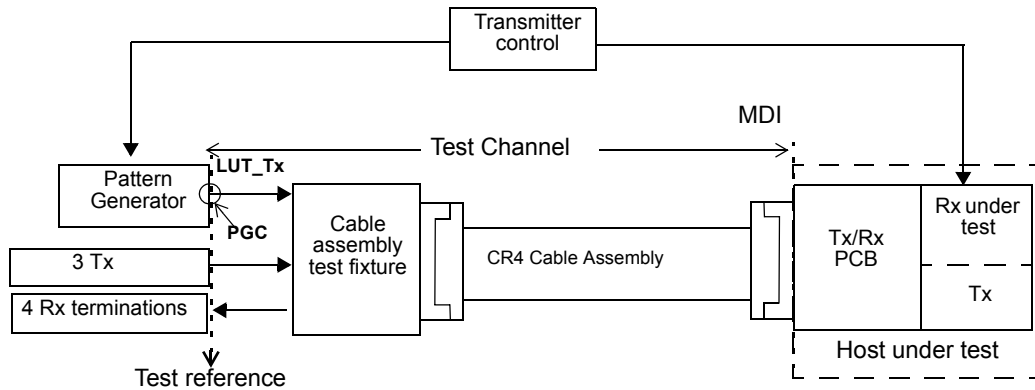 Transmitter
control
MDI
Test Channel
LUT_Tx
Pattern
Generator
PGC
Cable
assembly
test fixture
CR4 Cable Assembly
Tx/Rx
PCB
Rx under
test
Tx
3 Tx
4 Rx terminations
Host under test
Test reference